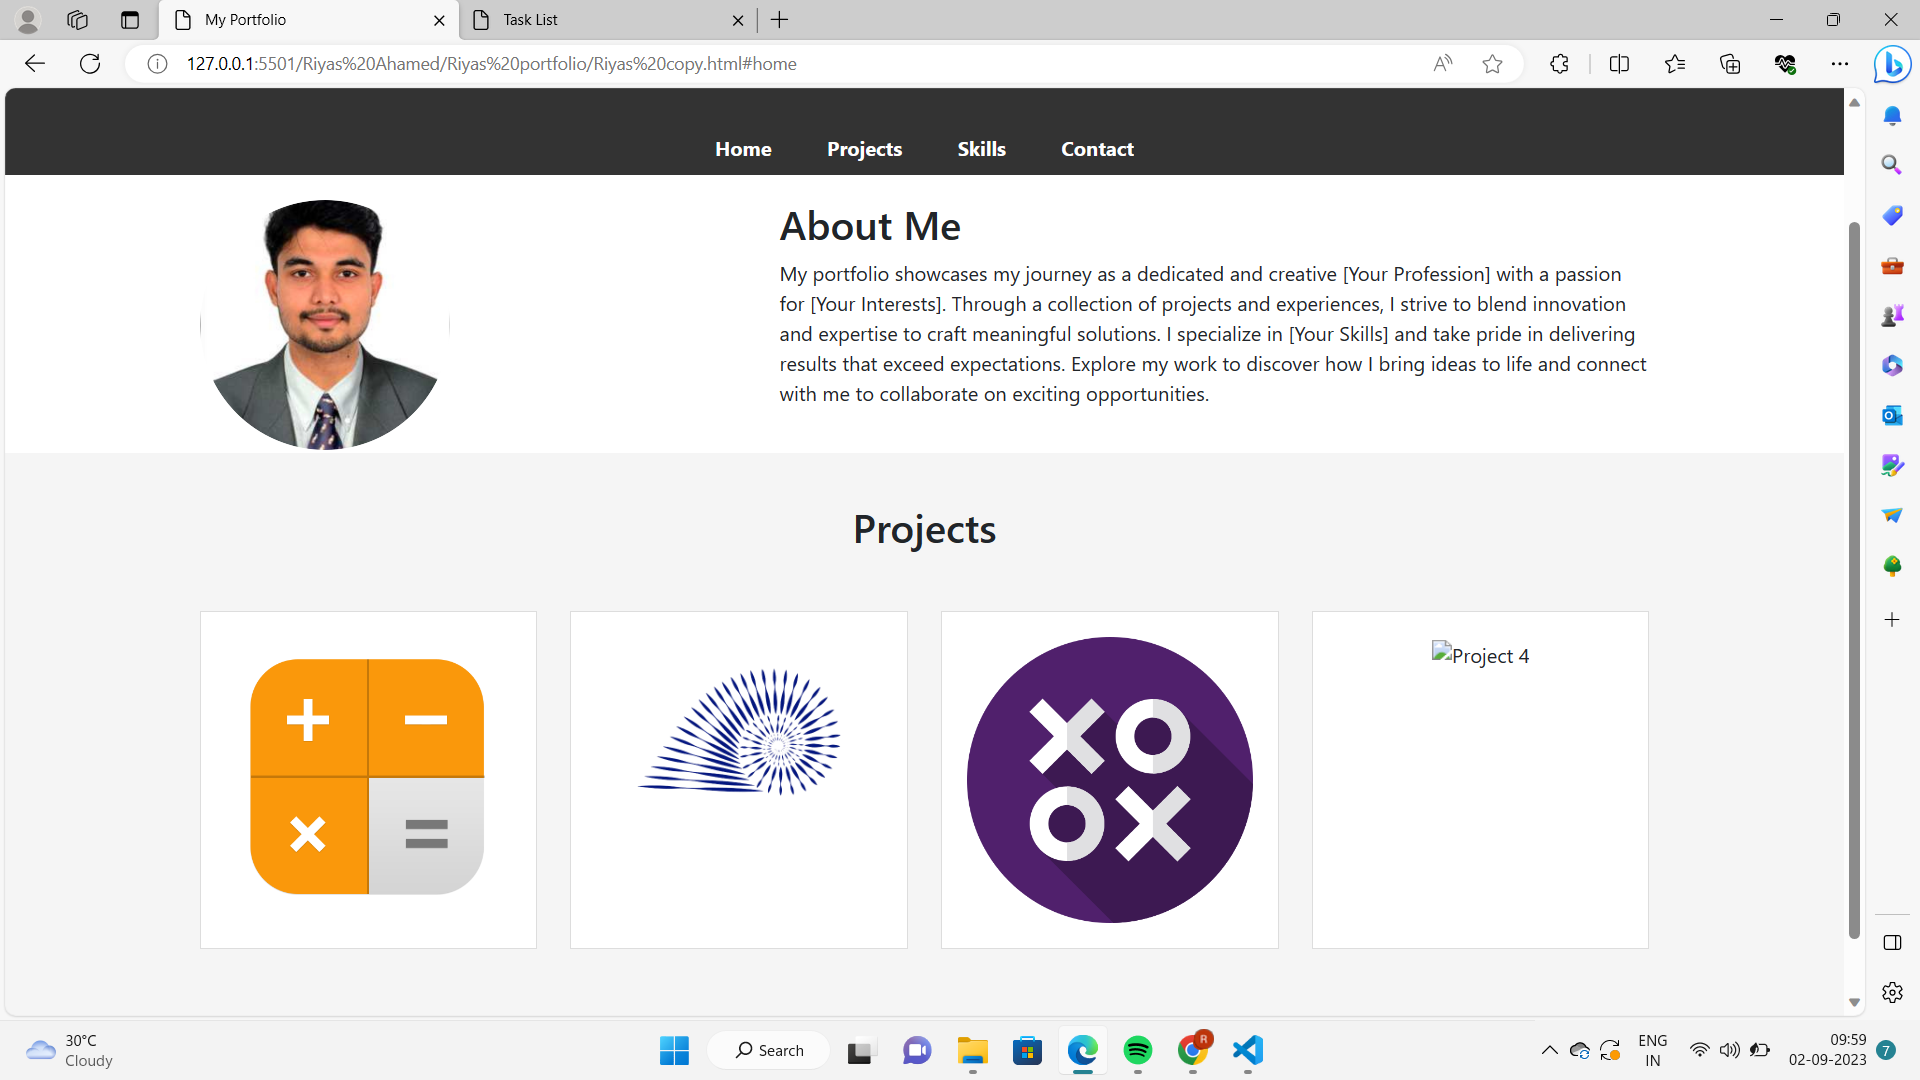 My Portfolio
Task List
127.0.0.1:5501/Riyas%20Ahamed/Riyas%20portfolio/Riyas%20copy.html#home
Home Projects Skills Contact
About Me
My portfolio showcases my journey as a dedicated and creative [Your Profession] with a passion
for [Your Interests]. Through a collection of projects and experiences, I strive to blend innovation
and expertise to craft meaningful solutions. I specialize in [Your Skills] and take pride in delivering
results that exceed expectations. Explore my work to discover how I bring ideas to life and connect
with me to collaborate on exciting opportunities.
Projects
Project 4
30°C
Cloudy
Search
R
ENG
IN
09:59
02-09-2023
7